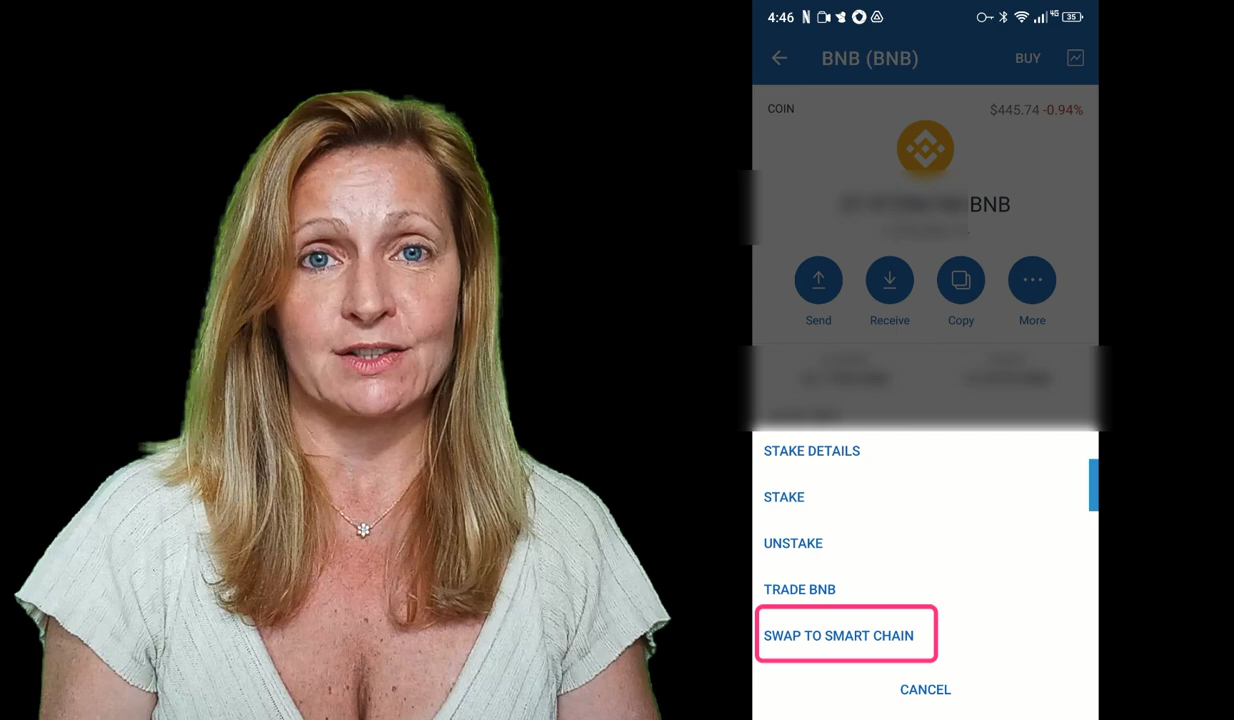 4:46
4G
35
BNB (BNB)
BUY
COIN
$445.74 -0.94%
BNB
Send
Receive
Copy
More
STAKE DETAILS
STAKE
UNSTAKE
TRADE BNB
SWAP TO SMART CHAIN
CANCEL